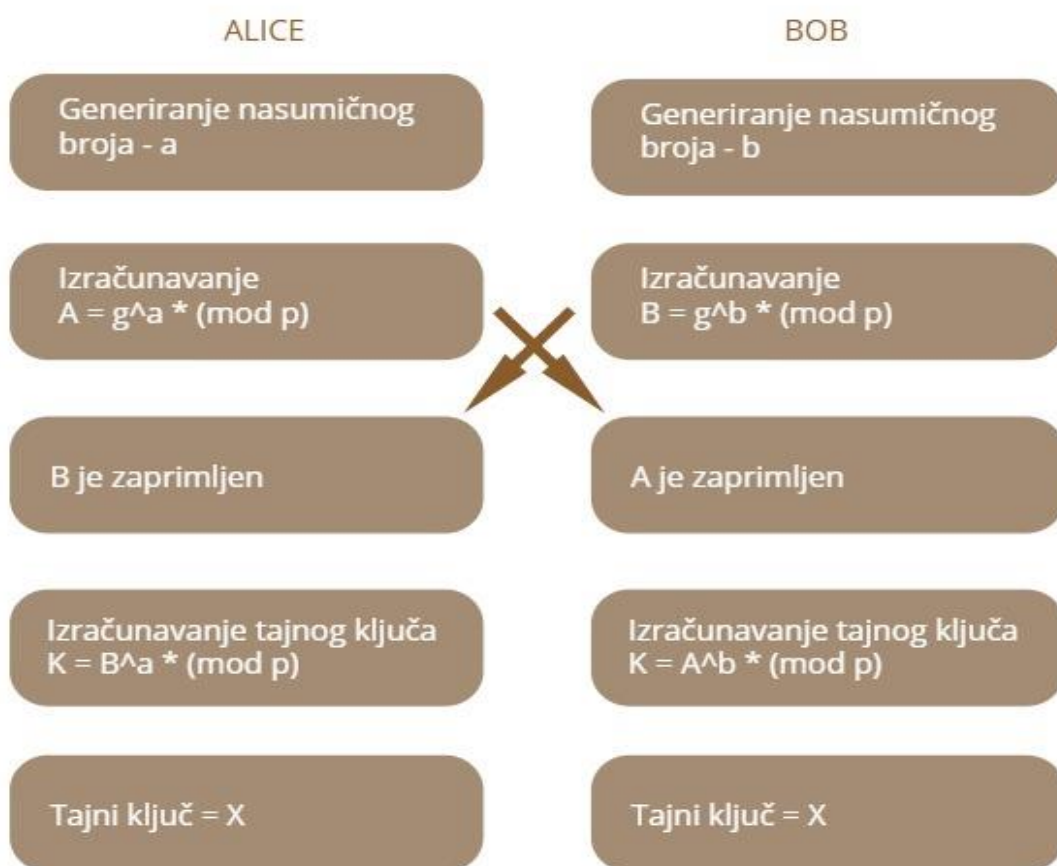 ALICE
BOB
Generiranje nasumičnog
broja - a
Generiranje nasumičnog
broja - b
Izračunavanje
A = g^a * (mod p)
Izračunavanje
B = g^b * (mod p)
B je zaprimljen
A je zaprimljen
Izračunavanje tajnog ključa
K = B^a * (mod p)
Izračunavanje tajnog ključa
K = A^b * (mod p)
Tajni ključ = X
Tajni ključ = X